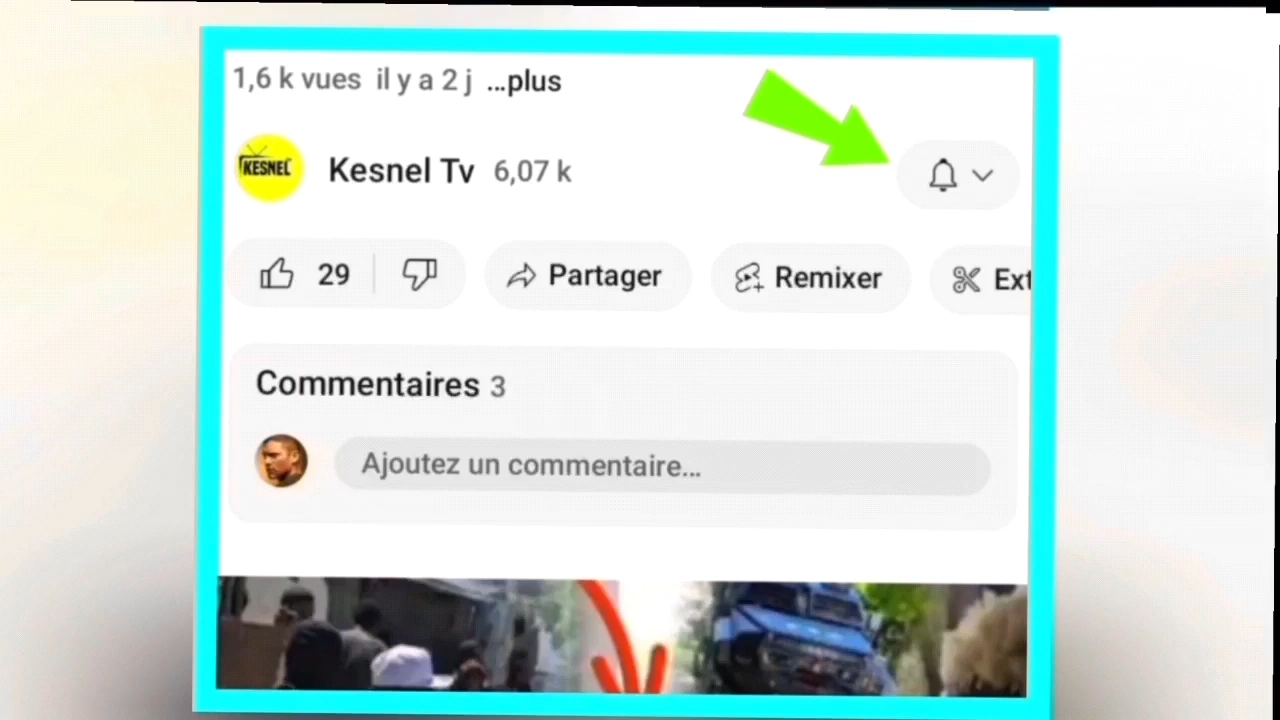 1,6 k vues il y a 2 j ...plus
KESNEL
Kesnel Tv 6,07 k
29
Partager
Remixer
Ext
Commentaires 3
Ajoutez un commentaire...